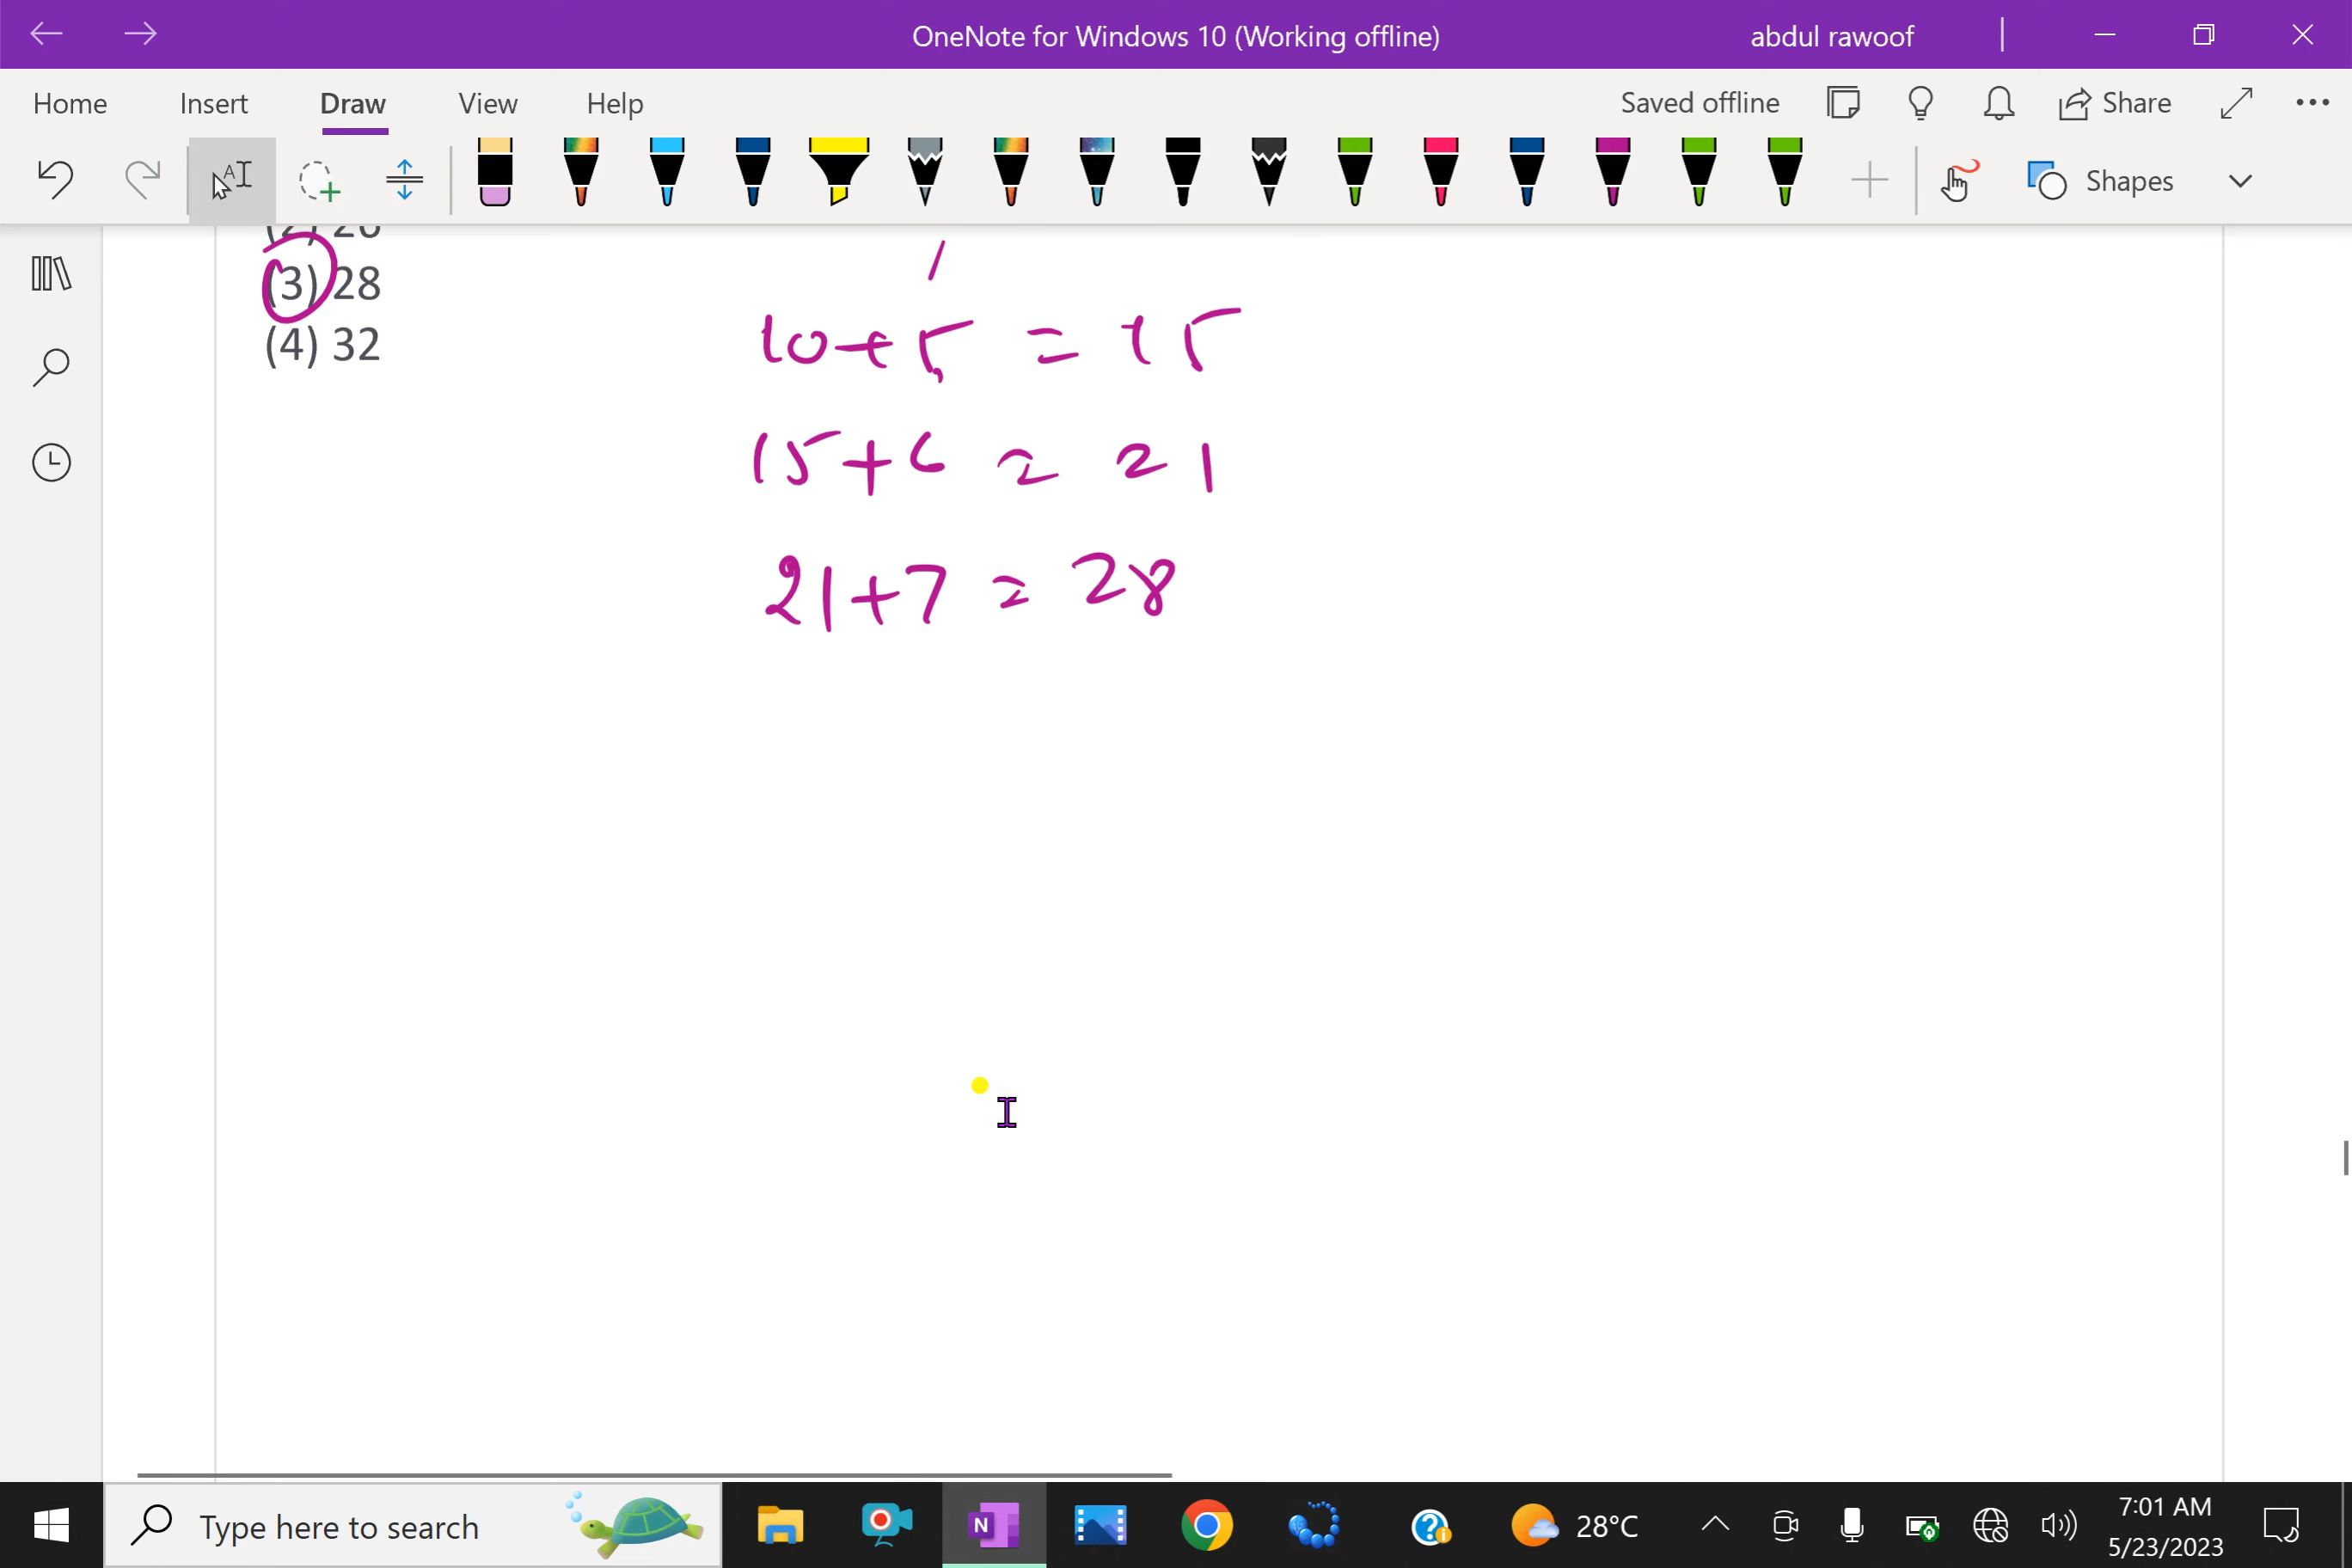 OneNote for Windows 10 (Working offline)
abdul rawoof
Home Insert Draw View Help
Saved offline
Share
Shapes
(3) 28
(4) 32
10+5 = 15
15+6 = 21
21+7 = 28
Type here to search
28°C
7:01 AM
5/23/2023